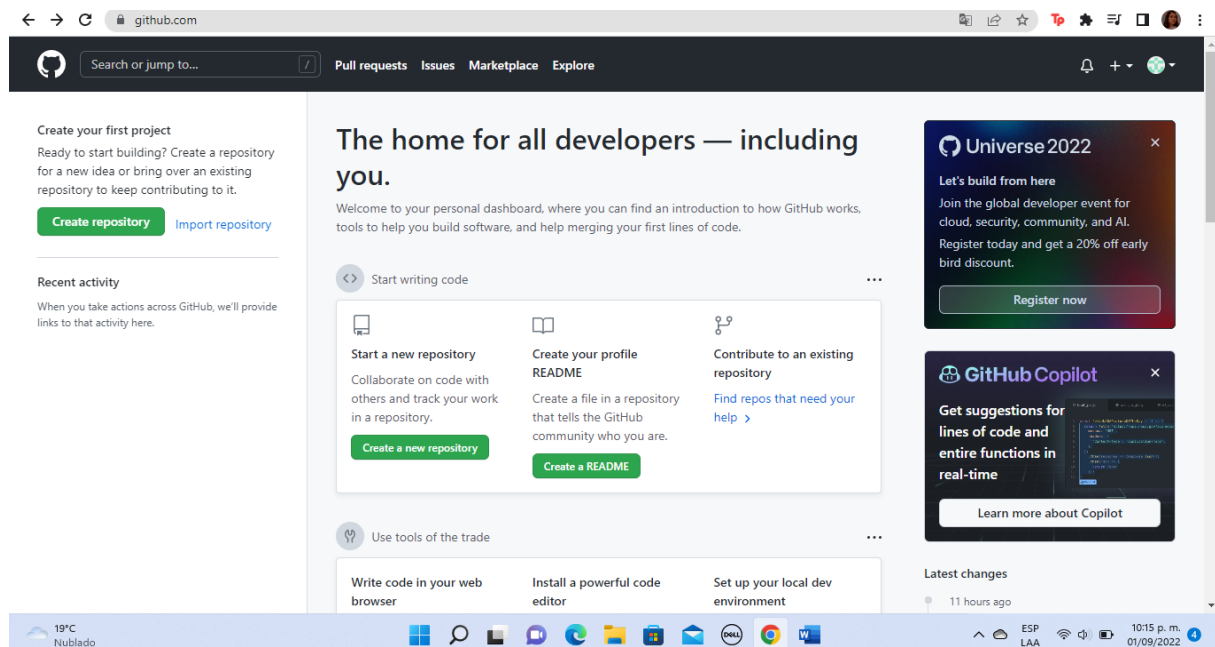 github.com
Search or jump to...
/
Pull requests Issues Marketplace Explore
Create your first project
Ready to start building? Create a repository
for a new idea or bring over an existing
repository to keep contributing to it.
Create repository Import repository
Recent activity
When you take actions across GitHub, we'll provide
links to that activity here.
The home for all developers — including
you.
Welcome to your personal dashboard, where you can find an introduction to how GitHub works,
tools to help you build software, and help merging your first lines of code.
Start writing code
Start a new repository
Collaborate on code with
others and track your work
in a repository.
Create a new repository
Create your profile
README
Create a file in a repository
that tells the GitHub
community who you are.
Create a README
Contribute to an existing
repository
Find repos that need your
help
Use tools of the trade
Write code in your web
browser
Install a powerful code
editor
Set up your local dev
environment
Universe 2022
Let's build from here
Join the global developer event for
cloud, security, community, and AI.
Register today and get a 20% off early
bird discount.
Register now
GitHub Copilot
Get suggestions for
lines of code and
entire functions in
real-time
Learn more about Copilot
Latest changes
11 hours ago
19°C
Nublado
DELL
W
ESP
LAA
10:15 p. m.
01/09/2022
4